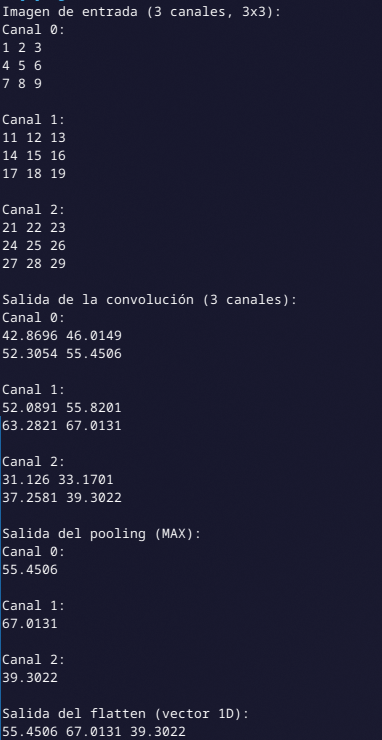 Imagen de entrada (3 canales, 3x3):
Canal 0:
1 2 3
4 5 6
7 8 9
Canal 1:
11 12 13
14 15 16
17 18 19
Canal 2:
21 22 23
24 25 26
27 28 29
Salida de la convolución (3 canales):
Canal 0:
42.8696 46.0149
52.3054 55.4506
Canal 1:
52.0891 55.8201
63.2821 67.0131
Canal 2:
31.126 33.1701
37.2581 39.3022
Salida del pooling (MAX):
Canal 0:
55.4506
Canal 1:
67.0131
Canal 2:
39.3022
Salida del flatten (vector 1D):
55.4506 67.0131 39.3022